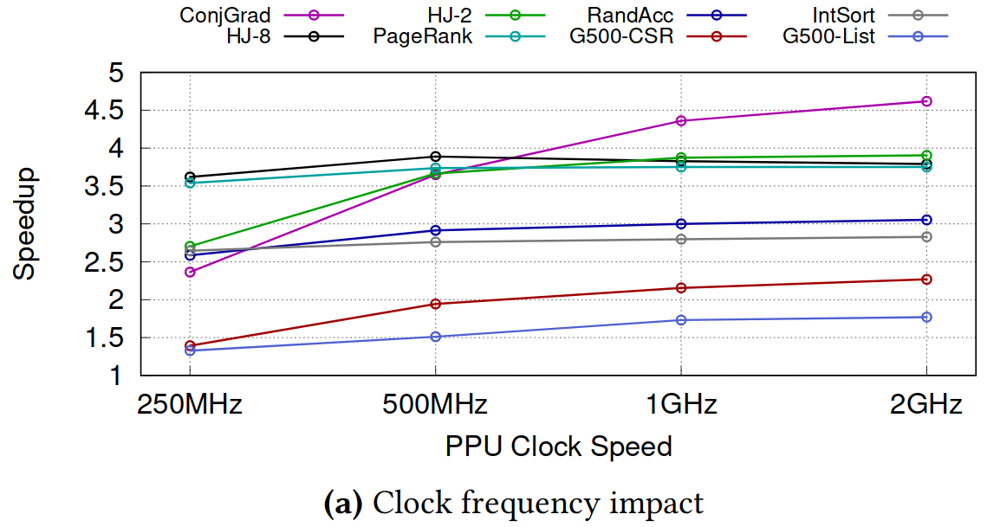 ConjGrad HJ-2 RandAcc IntSort
HJ-8 PageRank G500-CSR G500-List
5
4.5
4
3.5
3
2.5
2
1.5
1
Speedup
250MHz 500MHz 1GHz 2GHz
PPU Clock Speed
(a) Clock frequency impact